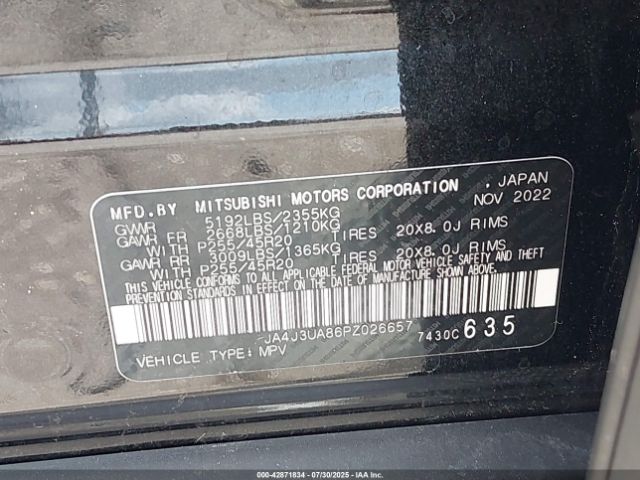 MFD.BY MITSUBISHI MOTORS CORPORATION , JAPAN
GVWR 5192LBS/2355KG NOV 2022
GAWR FR 2668LBS/1210KG
WITH P255/45R20 TIRES 20X8.0J RIMS
GAWR RR 3009LBS/1365KG
WITH P255/45R20 TIRES 20X8.0J RIMS
THIS VEHICLE CONFORMS TO ALL APPLICABLE FEDERAL MOTOR VEHICLE SAFETY AND THEFT
PREVENTION STANDARDS IN EFFECT ON THE DATE OF MANUFACTURE SHOWN ABOVE.
JA4J3UA86PZ026657 7430C 635
VEHICLE TYPE: MPV
000-42871834 | 07/30/2025 | IAAI.COM